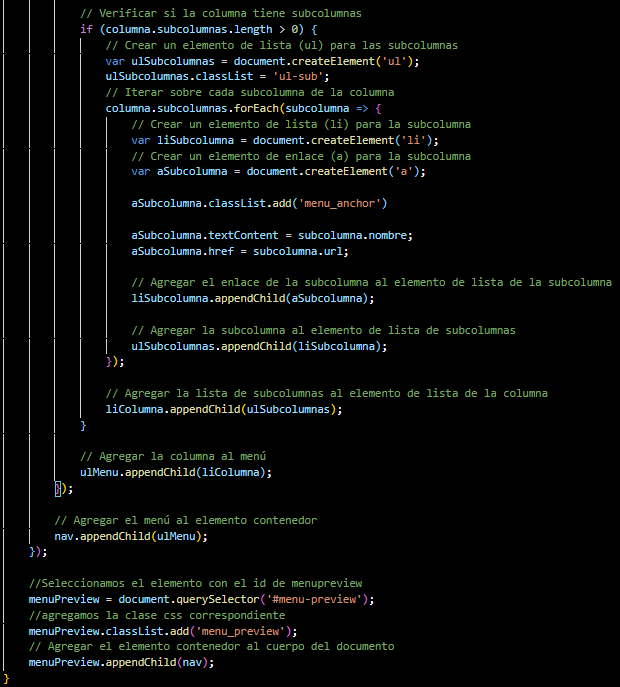 // Verificar si la columna tiene subcolumnas
if (columna.subcolumnas.length > 0) {
// Crear un elemento de lista (ul) para las subcolumnas
var ulSubcolumnas = document.createElement('ul');
ulSubcolumnas.classList = 'ul-sub';
// Iterar sobre cada subcolumna de la columna
columna.subcolumnas.forEach(subcolumna => {
// Crear un elemento de lista (li) para la subcolumna
var liSubcolumna = document.createElement('li');
// Crear un elemento de enlace (a) para la subcolumna
var aSubcolumna = document.createElement('a');
aSubcolumna.classList.add('menu_anchor')
aSubcolumna.textContent = subcolumna.nombre;
aSubcolumna.href = subcolumna.url;
// Agregar el enlace de la subcolumna al elemento de lista de la subcolumna
liSubcolumna.appendChild(aSubcolumna);
// Agregar la subcolumna al elemento de lista de subcolumnas
ulSubcolumnas.appendChild(liSubcolumna);
});
// Agregar la lista de subcolumnas al elemento de lista de la columna
liColumna.appendChild(ulSubcolumnas);
}
// Agregar la columna al menú
ulMenu.appendChild(liColumna);
});
// Agregar el menú al elemento contenedor
nav.appendChild(ulMenu);
});
//Seleccionamos el elemento con el id de menupreview
menuPreview = document.querySelector('#menu-preview');
//agregamos la clase css correspondiente
menuPreview.classList.add('menu_preview');
// Agregar el elemento contenedor al cuerpo del documento
menuPreview.appendChild(nav);
}